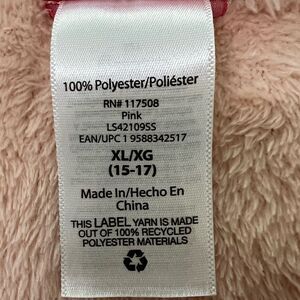 100% Polyester/Poliéster
RN# 117508
Pink
LS42109SS
EAN/UPC 1 9588342517
XL/XG
(15-17)
Made In/Hecho En
China
THIS LABEL YARN IS MADE
OUT OF 100% RECYCLED
POLYESTER MATERIALS